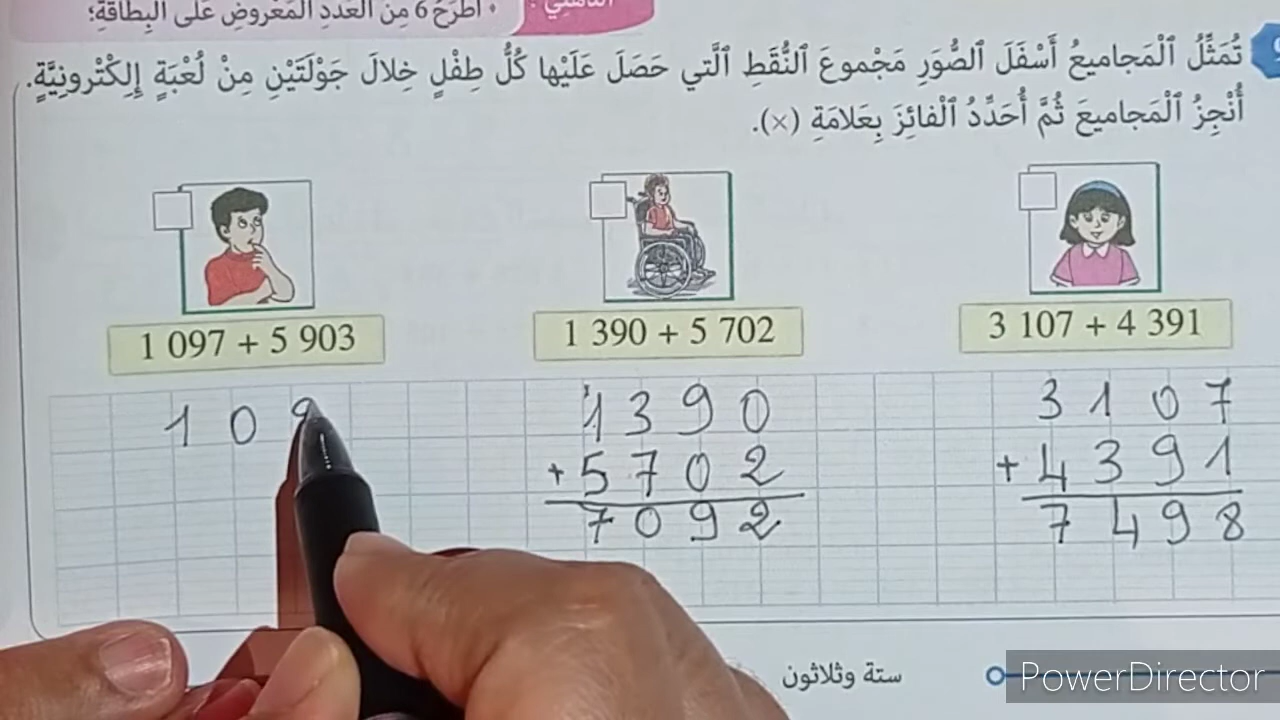 الذهني :
• أطرح 6 من العدد المعروض على البطاقة؛
تُمَثِّلُ ٱلْمَجاميعُ أَسْفَلَ ٱلصُّوَرِ مَجْموعَ ٱلنُّقَطِ ٱلَّتي حَصَلَ عَلَيْها كُلُّ طِفْلٍ خِلالَ جَوْلَتَيْنِ مِنْ لُعْبَةٍ إِلِكْتْرونِيَّةٍ.
أُنْجِزُ ٱلْمَجاميعَ ثُمَّ أُحَدِّدُ ٱلْفائِزَ بِعَلامَةِ (×).
3 107 + 4 391
1 390 + 5 702
1 097 + 5 903
3 1 0 7
+ 4 3 9 1
7 4 9 8
1
1 3 9 0
+ 5 7 0 2
7 0 9 2
1 0 9
ستة وثلاثون
PowerDirector